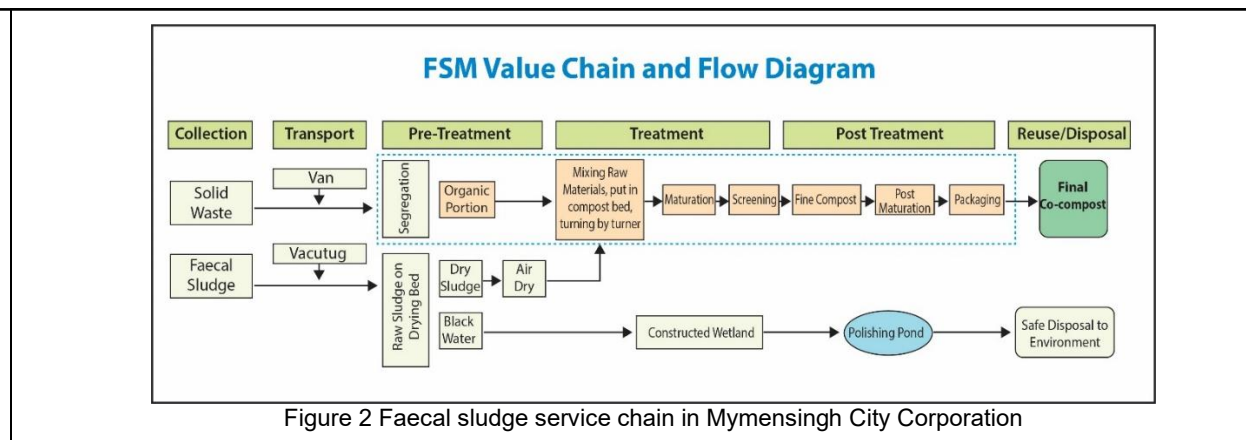 FSM Value Chain and Flow Diagram
Collection
Transport
Pre-Treatment
Treatment
Post Treatment
Reuse/Disposal
Solid
Waste
Van
Segregation
Organic
Portion
Mixing Raw
Materials, put in
compost bed,
turning by turner
Maturation
Screening
Fine Compost
Post
Maturation
Packaging
Final
Co-compost
Faecal
Sludge
Vacutug
Raw Sludge on
Drying Bed
Dry
Sludge
Air
Dry
Black
Water
Constructed Wetland
Polishing Pond
Safe Disposal to
Environment
Figure 2 Faecal sludge service chain in Mymensingh City Corporation